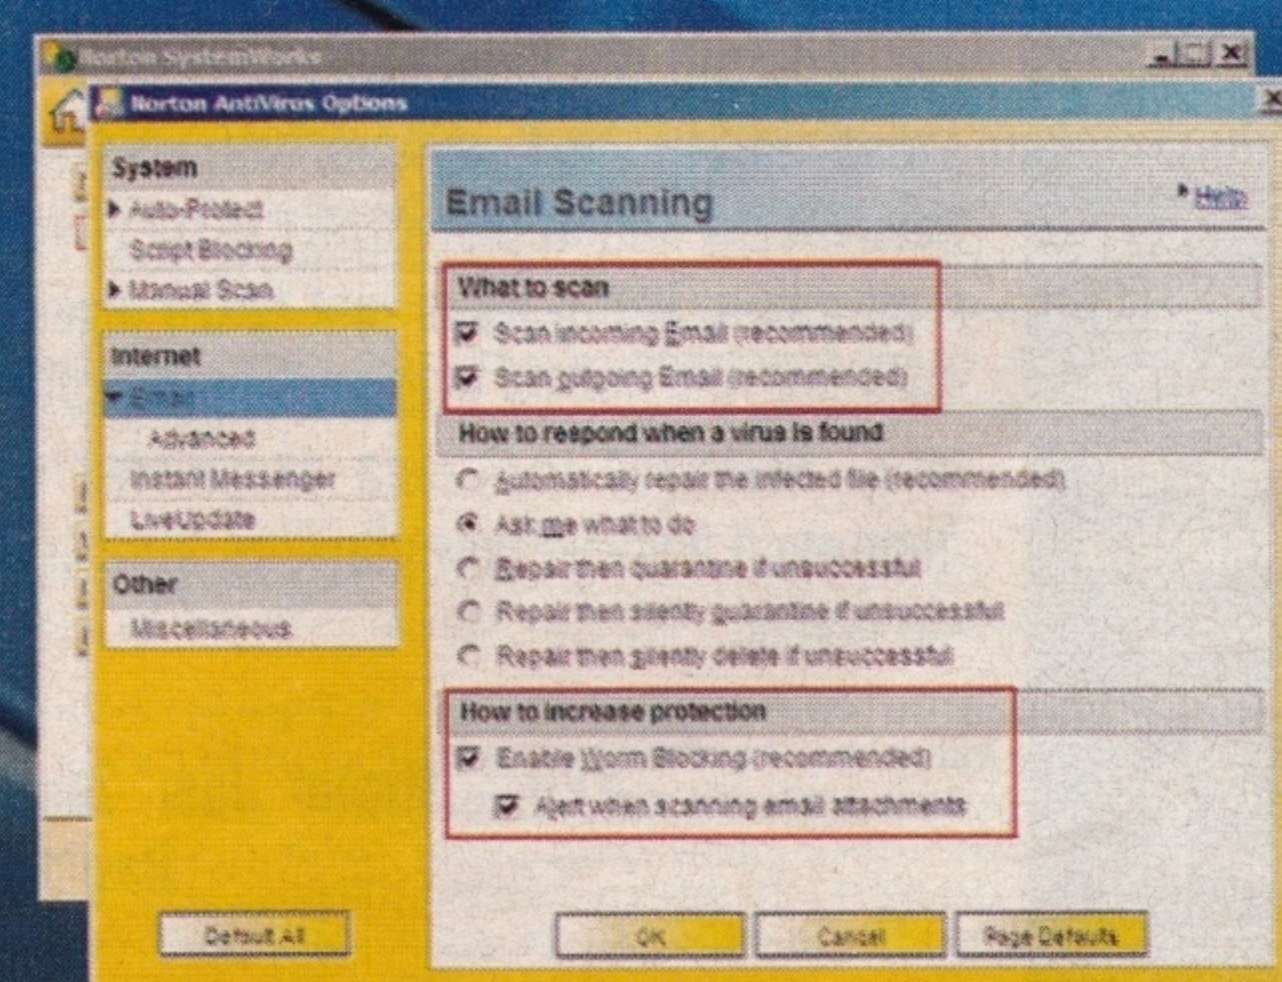 Norton SystemWorks
Norton AntiVirus Options
System
Auto-Protect
Script Blocking
Manual Scan
Internet
Email
Advanced
Instant Messenger
LiveUpdate
Other
Miscellaneous
Default All
Email Scanning
Help
What to scan
Scan incoming Email (recommended)
Scan outgoing Email (recommended)
How to respond when a virus is found
Automatically repair the infected file (recommended)
Ask me what to do
Repair then quarantine if unsuccessful
Repair then silently quarantine if unsuccessful
Repair then silently delete if unsuccessful
How to increase protection
Enable Worm Blocking (recommended)
Alert when scanning email attachments
OK
Cancel
Page Defaults